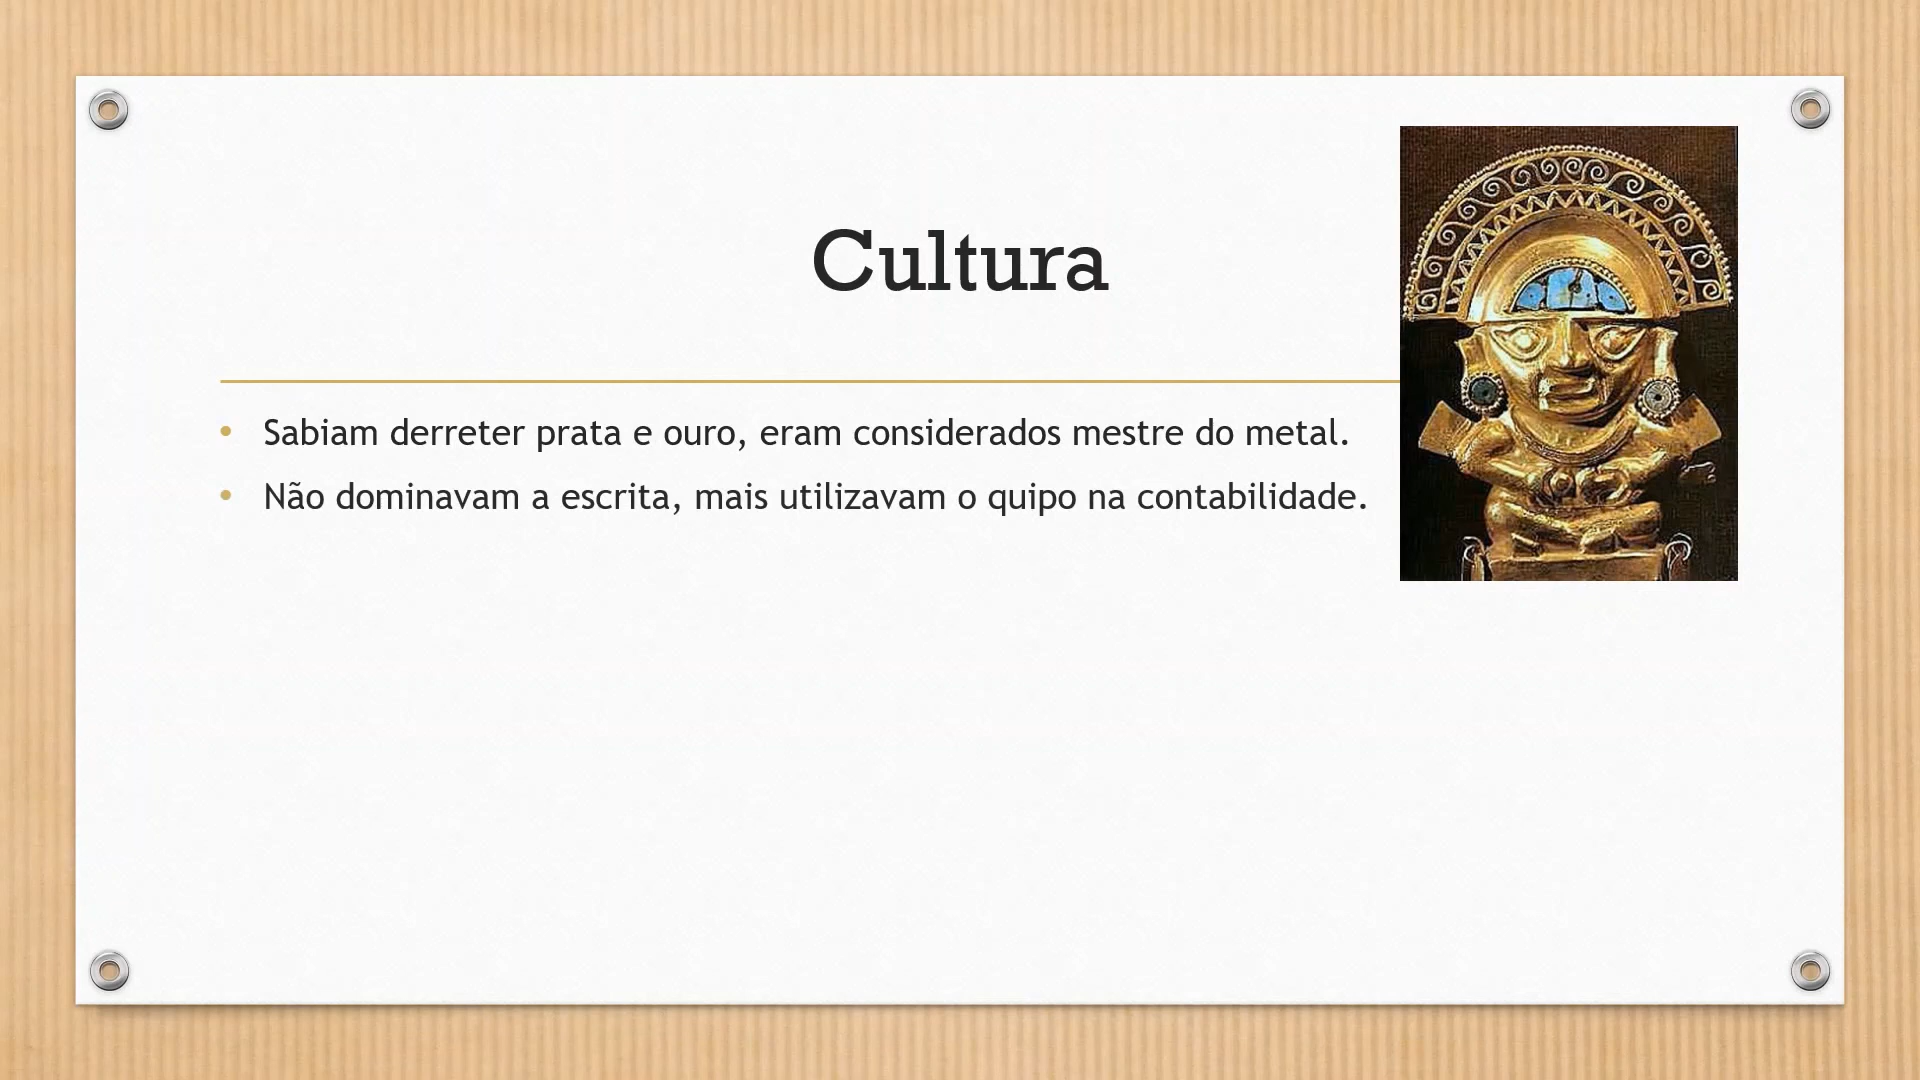 Cultura
• Sabiam derreter prata e ouro, eram considerados mestre do metal.
• Não dominavam a escrita, mais utilizavam o quipo na contabilidade.